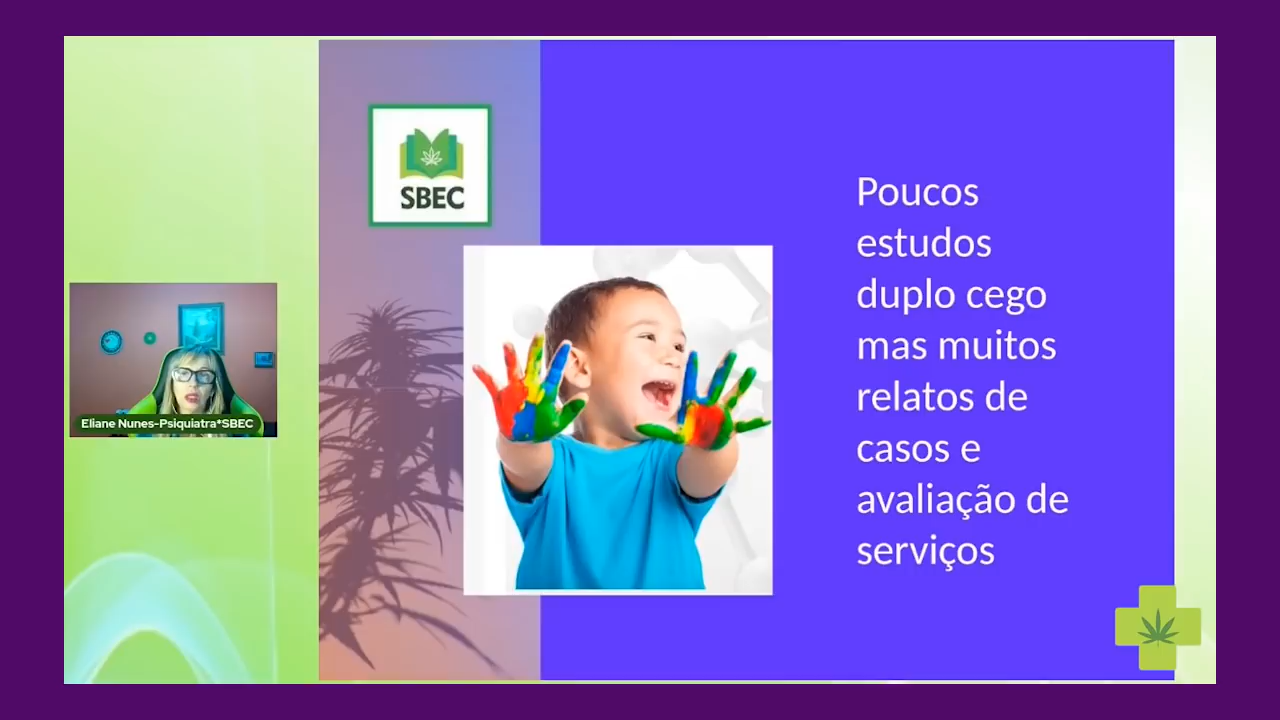 SBEC
Poucos
estudos
duplo cego
mas muitos
relatos de
casos e
avaliação de
serviços
Eliane Nunes-Psiquiatra*SBEC